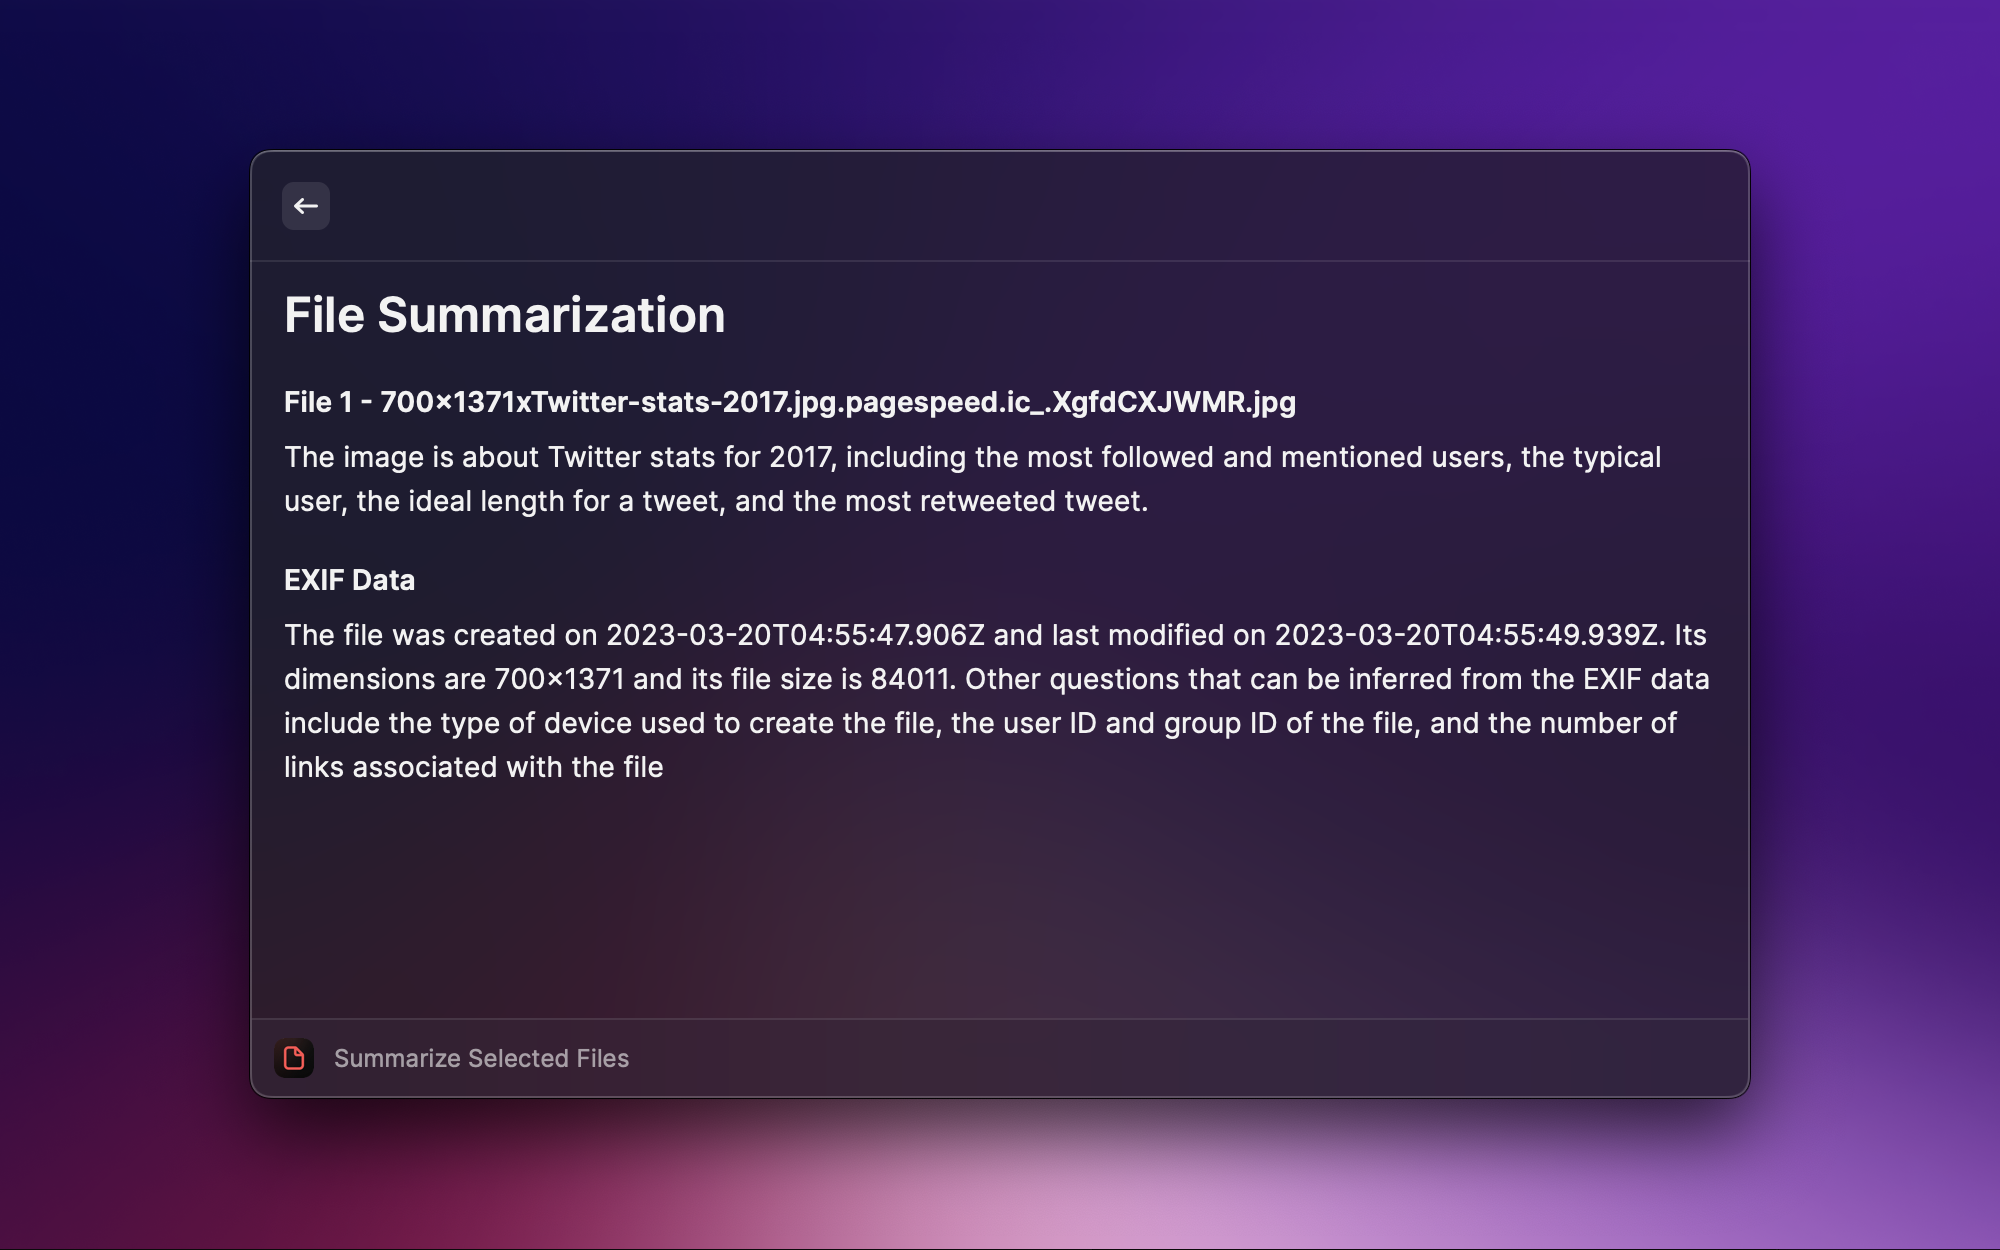 File Summarization
File 1 - 700×1371xTwitter-stats-2017.jpg.pagespeed.ic_.XgfdCXJWMR.jpg
The image is about Twitter stats for 2017, including the most followed and mentioned users, the typical
user, the ideal length for a tweet, and the most retweeted tweet.
EXIF Data
The file was created on 2023-03-20T04:55:47.906Z and last modified on 2023-03-20T04:55:49.939Z. Its
dimensions are 700×1371 and its file size is 84011. Other questions that can be inferred from the EXIF data
include the type of device used to create the file, the user ID and group ID of the file, and the number of
links associated with the file
Summarize Selected Files